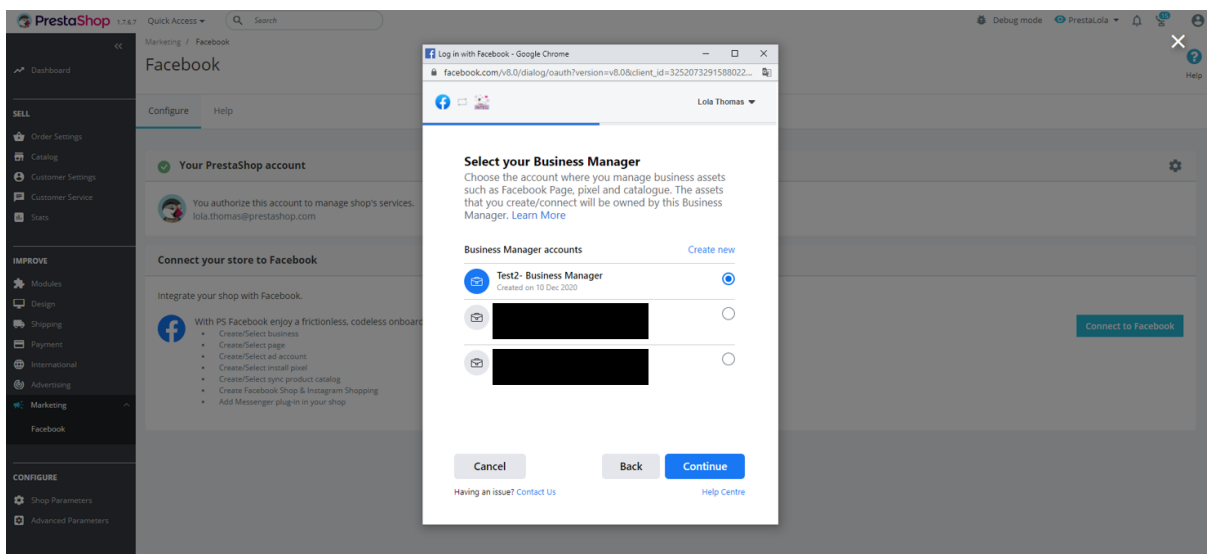 PrestaShop 1.7.6.7 Quick Access Search Debug mode PrestaLola
Marketing / Facebook
Facebook
Help
Configure Help
Dashboard
SELL
Order Settings
Catalog
Customer Settings
Customer Service
Stats
IMPROVE
Modules
Design
Shipping
Payment
International
Advertising
Marketing
Facebook
CONFIGURE
Shop Parameters
Advanced Parameters
Your PrestaShop account
You authorize this account to manage shop's services.
lola.thomas@prestashop.com
Connect your store to Facebook
Integrate your shop with Facebook.
With PS Facebook enjoy a frictionless, codeless onboard
Create/Select business
Create/Select page
Create/Select ad account
Create/Select install pixel
Create/Select sync product catalog
Create Facebook Shop & Instagram Shopping
Add Messenger plug-in in your shop
Connect to Facebook
Log in with Facebook - Google Chrome
facebook.com/v8.0/dialog/oauth?version=v8.0&client_id=3252073291588022...
Lola Thomas
Select your Business Manager
Choose the account where you manage business assets
such as Facebook Page, pixel and catalogue. The assets
that you create/connect will be owned by this Business
Manager. Learn More
Business Manager accounts Create new
Test2- Business Manager
Created on 10 Dec 2020
Cancel Back Continue
Having an issue? Contact Us Help Centre